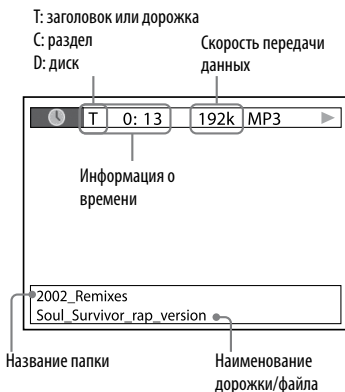 T: заголовок или дорожка
C: раздел
D: диск
Скорость передачи
данных
T 0: 13 192k MP3
Информация о
времени
2002_Remixes
Soul_Survivor_rap_version
Название папки
Наименование
дорожки/файла